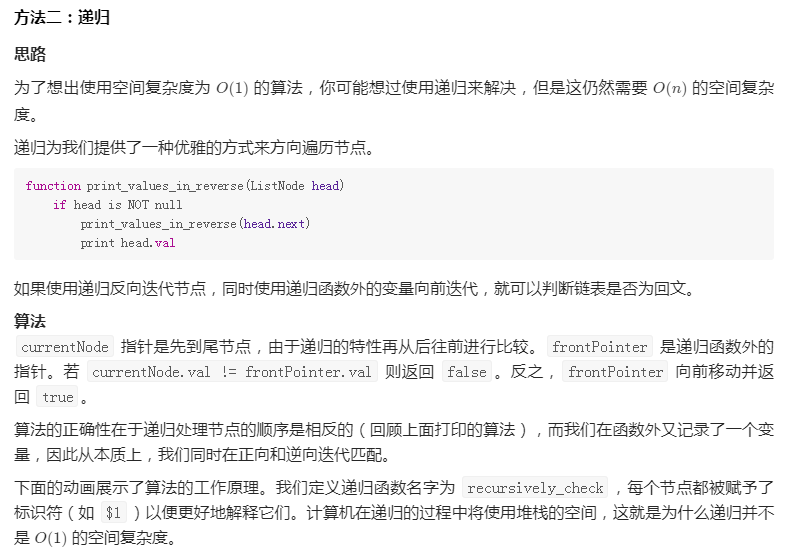 方法二：递归
思路
为了想出使用空间复杂度为 O(1) 的算法，你可能想过使用递归来解决，但是这仍然需要 O(n) 的空间复杂
度。
递归为我们提供了一种优雅的方式来方向遍历节点。
function print_values_in_reverse(ListNode head)
    if head is NOT null
        print_values_in_reverse(head.next)
        print head.val
如果使用递归反向迭代节点，同时使用递归函数外的变量向前迭代，就可以判断链表是否为回文。
算法
currentNode 指针是先到尾节点，由于递归的特性再从后往前进行比较。 frontPointer 是递归函数外的
指针。若 currentNode.val != frontPointer.val 则返回 false 。反之， frontPointer 向前移动并返
回 true 。
算法的正确性在于递归处理节点的顺序是相反的（回顾上面打印的算法），而我们在函数外又记录了一个变
量，因此从本质上，我们同时在正向和逆向迭代匹配。
下面的动画展示了算法的工作原理。我们定义递归函数名字为 recursively_check ，每个节点都被赋予了
标识符（如 $1 ）以便更好地解释它们。计算机在递归的过程中将使用堆栈的空间，这就是为什么递归并不
是 O(1) 的空间复杂度。